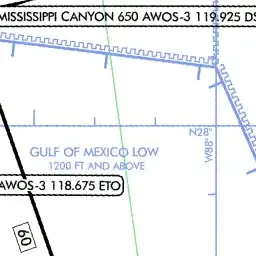 MISSISSIPPI CANYON 650 AWOS-3 119.925 DS
N28°
W88°
GULF OF MEXICO LOW
1200 FT AND ABOVE
AWOS-3 118.675 ETO
60